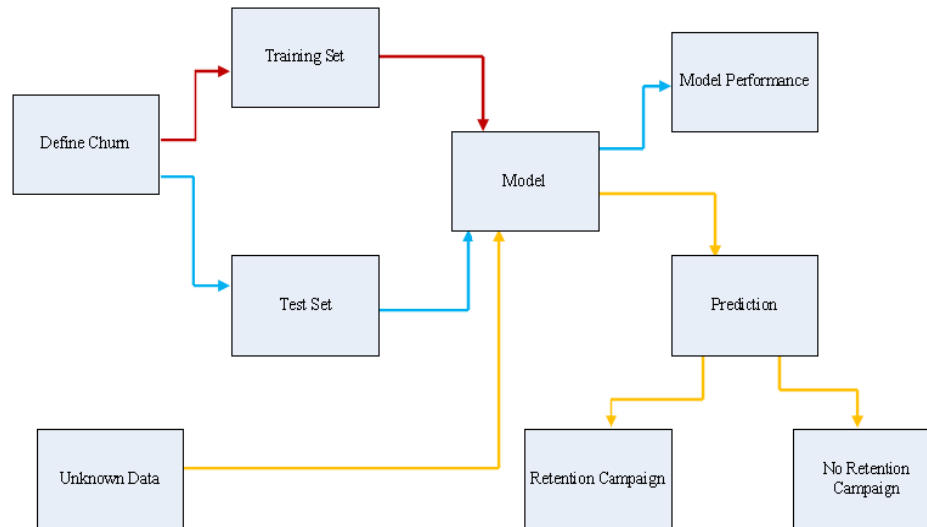 Training Set
Model Performance
Define Churn
Model
Test Set
Prediction
Unknown Data
Retention Campaign
No Retention
Campaign